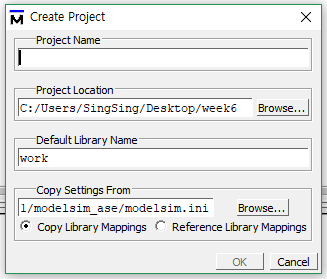 Create Project
Project Name
Project Location
C:/Users/SingSing/Desktop/week6 Browse...
Default Library Name
work
Copy Settings From
l/modelsim_ase/modelsim.ini Browse...
Copy Library Mappings Reference Library Mappings
OK Cancel